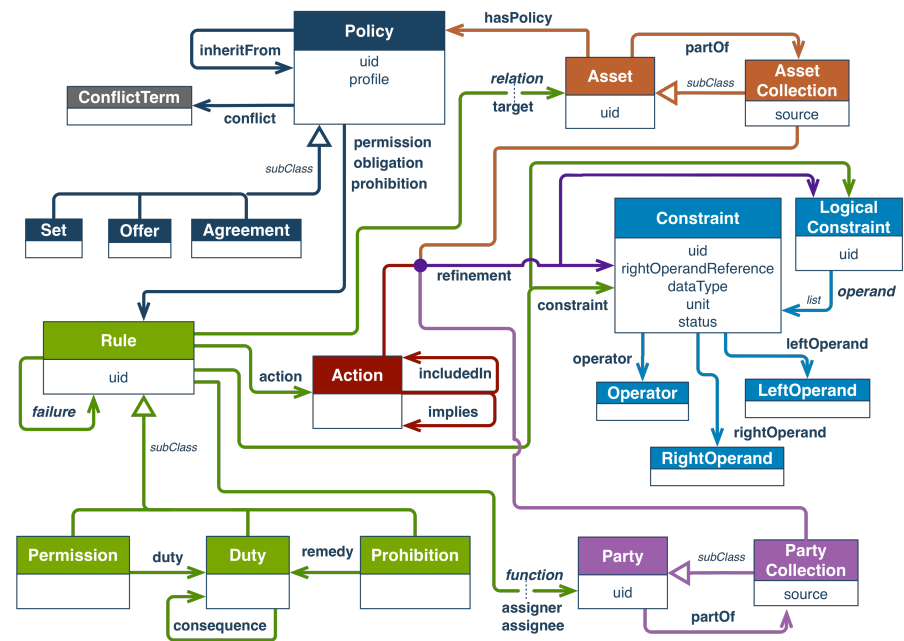 Policy
uid
profile
inheritFrom
hasPolicy
partOf
Asset
uid
subClass
Asset
Collection
source
relation
target
ConflictTerm
conflict
permission
obligation
prohibition
subClass
Set
Offer
Agreement
Constraint
uid
rightOperandReference
dataType
unit
status
Logical
Constraint
uid
refinement
constraint
list
operand
operator
leftOperand
Operator
LeftOperand
rightOperand
RightOperand
Rule
uid
failure
action
Action
includedIn
implies
subClass
Permission
duty
Duty
remedy
Prohibition
consequence
function
assigner
assignee
Party
uid
subClass
Party
Collection
source
partOf